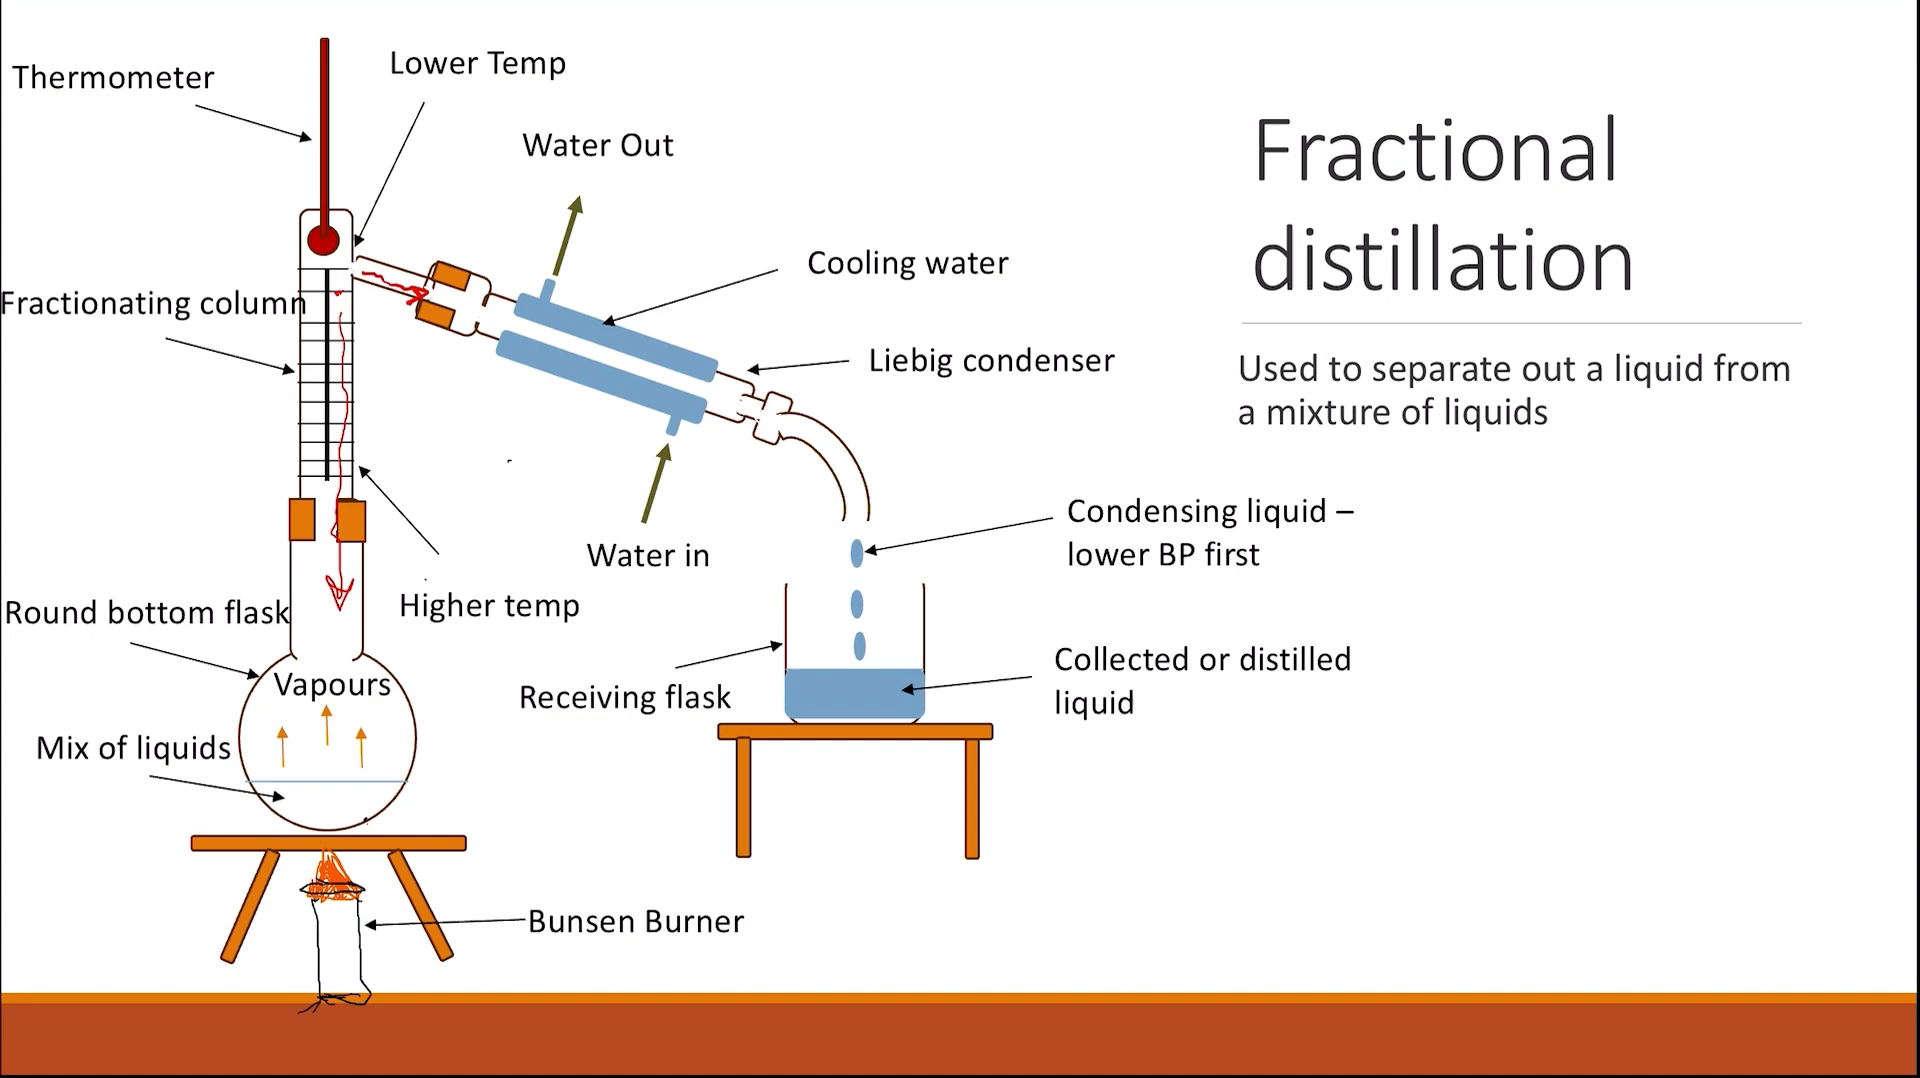 Thermometer
Lower Temp
Water Out
Fractionating column
Cooling water
Liebig condenser
Water in
Higher temp
Round bottom flask
Vapours
Mix of liquids
Receiving flask
Condensing liquid –
lower BP first
Collected or distilled
liquid
Bunsen Burner
Fractional
distillation
Used to separate out a liquid from
a mixture of liquids